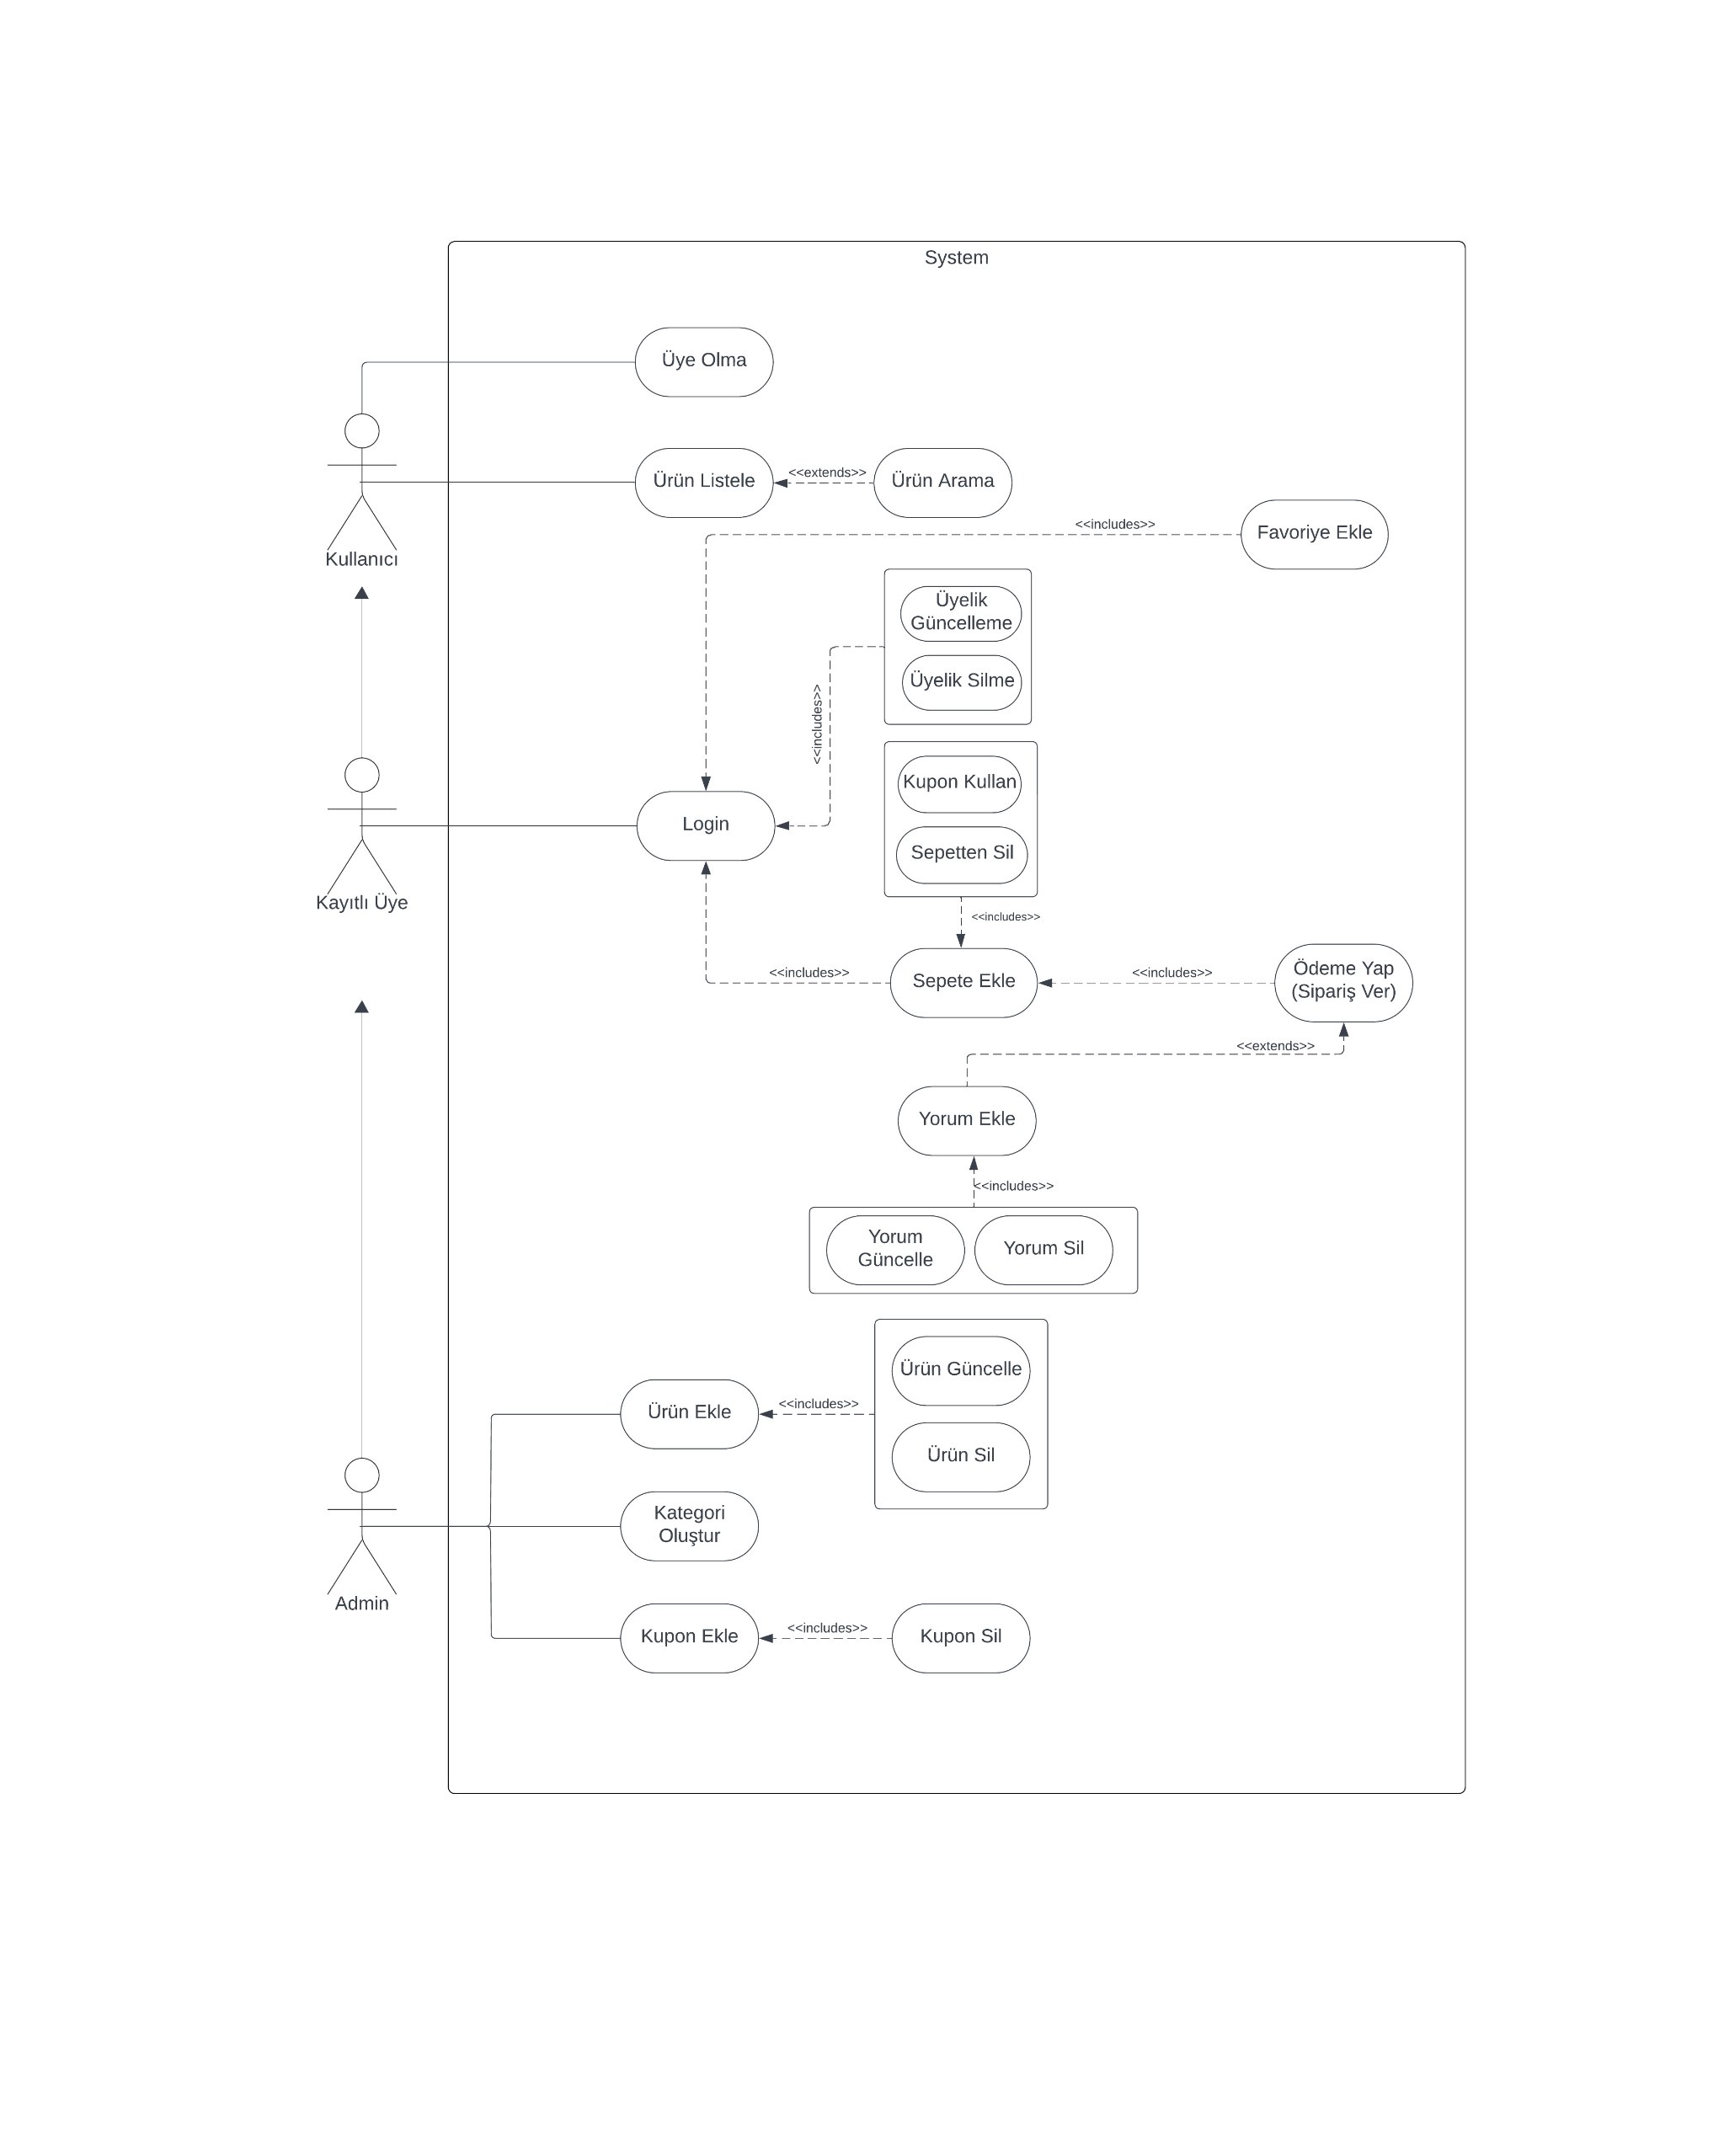 System
Üye Olma
Ürün Listele
<<extends>>
Ürün Arama
<<includes>>
Favoriye Ekle
Kullanıcı
Üyelik
Güncelleme
Üyelik Silme
<<includes>>
Kupon Kullan
Login
Sepetten Sil
Kayıtlı Üye
<<includes>>
<<includes>>
Sepete Ekle
<<includes>>
Ödeme Yap
(Sipariş Ver)
<<extends>>
Yorum Ekle
<<includes>>
Yorum
Güncelle
Yorum Sil
Ürün Güncelle
Ürün Ekle
<<includes>>
Ürün Sil
Kategori
Oluştur
Admin
Kupon Ekle
<<includes>>
Kupon Sil